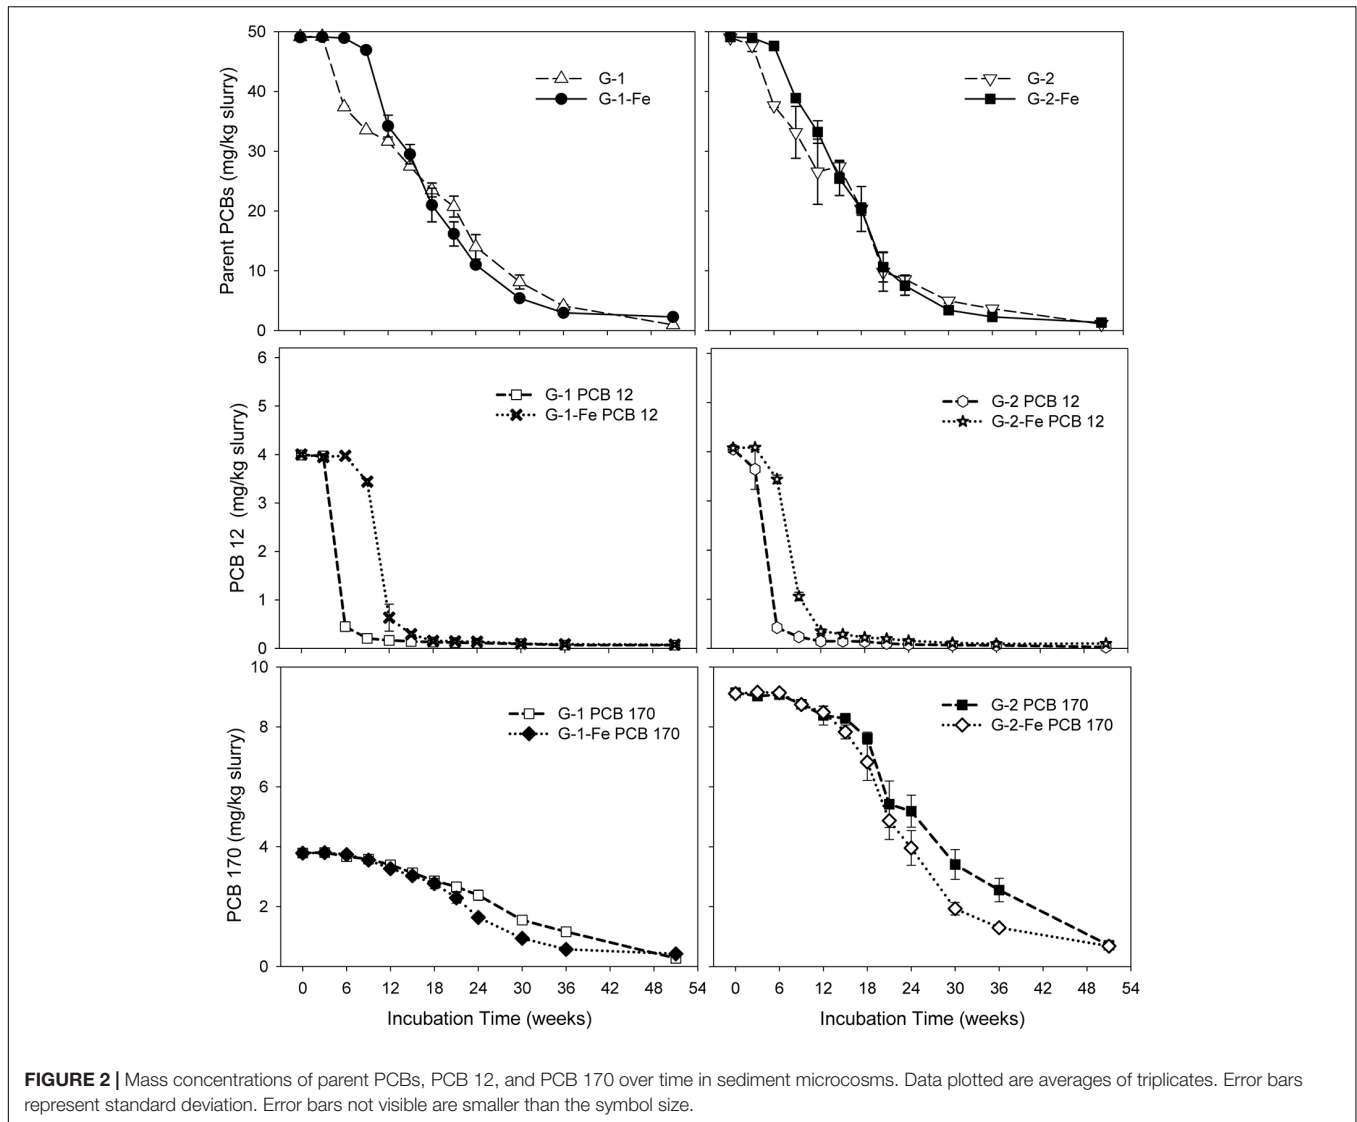 50
40
30
20
10
0
Parent PCBs (mg/kg slurry)
G-1
G-1-Fe
G-2
G-2-Fe
6
5
4
3
2
1
0
PCB 12 (mg/kg slurry)
G-1 PCB 12
G-1-Fe PCB 12
G-2 PCB 12
G-2-Fe PCB 12
10
8
6
4
2
0
PCB 170 (mg/kg slurry)
G-1 PCB 170
G-1-Fe PCB 170
G-2 PCB 170
G-2-Fe PCB 170
0 6 12 18 24 30 36 42 48 54
0 6 12 18 24 30 36 42 48 54
Incubation Time (weeks)
Incubation Time (weeks)
FIGURE 2 | Mass concentrations of parent PCBs, PCB 12, and PCB 170 over time in sediment microcosms. Data plotted are averages of triplicates. Error bars
represent standard deviation. Error bars not visible are smaller than the symbol size.